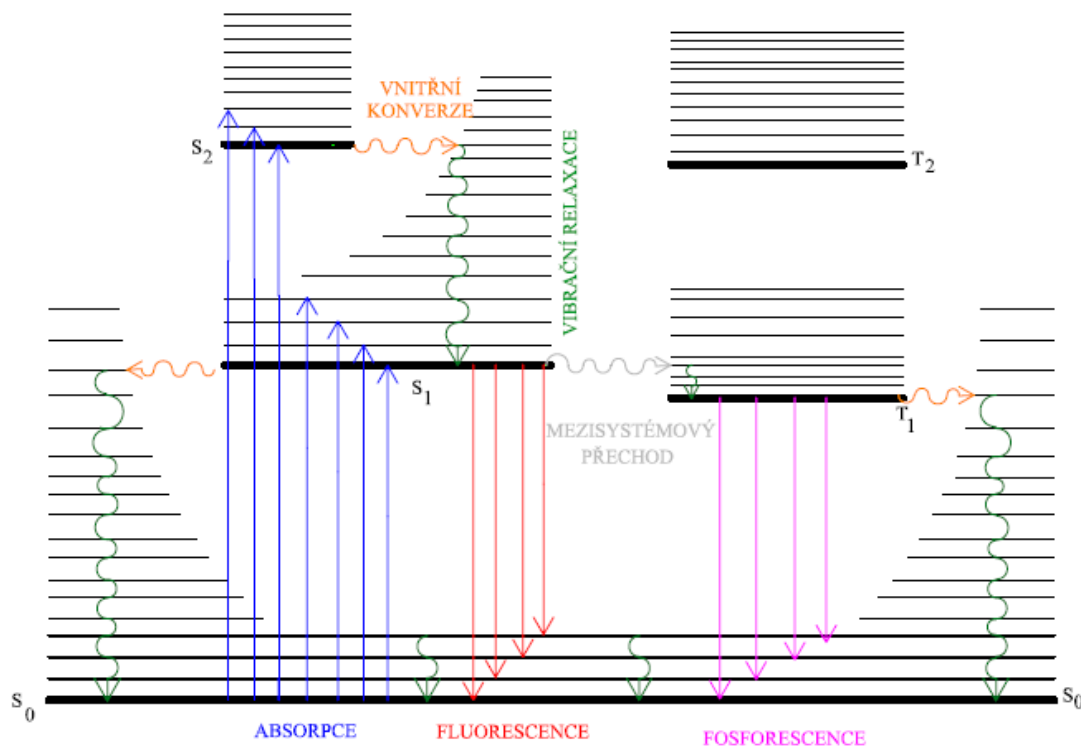 VNITŘNÍ
KONVERZE
S2
T2
VIBRAČNÍ RELAXACE
S1
T1
MEZISYSTÉMOVÝ
PŘECHOD
S0
S0
ABSORPCE
FLUORESCENCE
FOSFORESCENCE